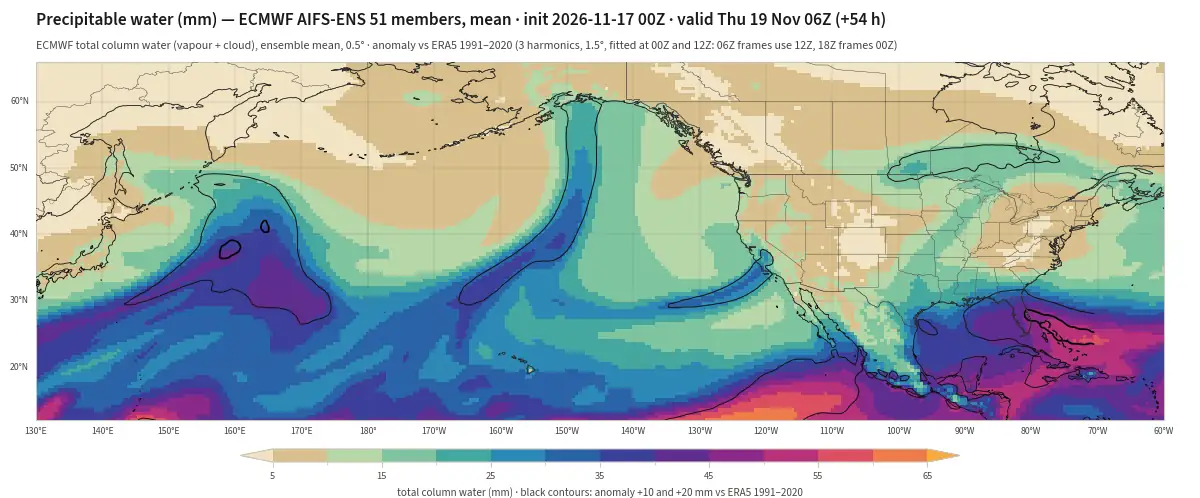 Precipitable water (mm) — ECMWF AIFS-ENS 51 members, mean · init 2026-11-17 00Z · valid Thu 19 Nov 06Z (+54 h)
ECMWF total column water (vapour + cloud), ensemble mean, 0.5° · anomaly vs ERA5 1991–2020 (3 harmonics, 1.5°, fitted at 00Z and 12Z: 06Z frames use 12Z, 18Z frames 00Z)
60°N
50°N
40°N
30°N
20°N
130°E 140°E 150°E 160°E 170°E 180° 170°W 160°W 150°W 140°W 130°W 120°W 110°W 100°W 90°W 80°W 70°W 60°W
5 15 25 35 45 55 65
total column water (mm) · black contours: anomaly +10 and +20 mm vs ERA5 1991–2020